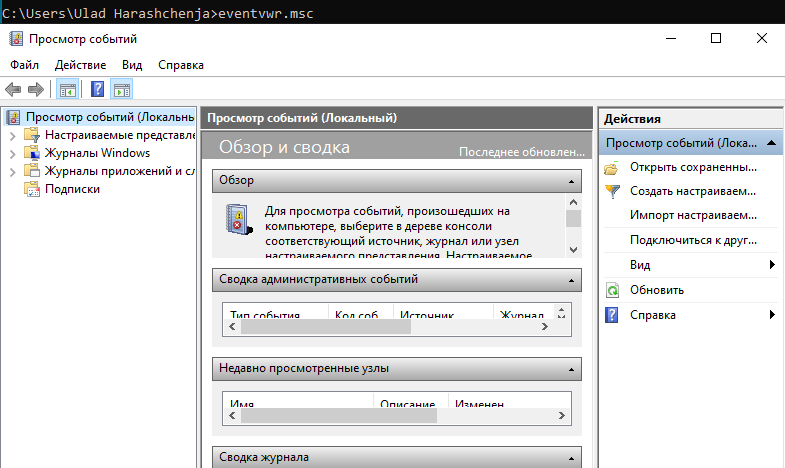 C:\Users\Ulad Harashchenja>eventvwr.msc
Просмотр событий
Файл Действие Вид Справка
Просмотр событий (Локальнь
Настраиваемые представле
Журналы Windows
Журналы приложений и сл
Подписки
Просмотр событий (Локальный)
Обзор и сводка
Последнее обновлен...
Обзор
Для просмотра событий, произошедших на
компьютере, выберите в дереве консоли
соответствующий источник, журнал или узел
настраиваемого представления. Настраиваемое
Сводка административных событий
Тип события Код соб Источник Журнал
Недавно просмотренные узлы
Имя Описание Изменен
Сводка журнала
Действия
Просмотр событий (Лока...
Открыть сохраненны...
Создать настраиваем...
Импорт настраиваем...
Подключиться к друг...
Вид
Обновить
Справка